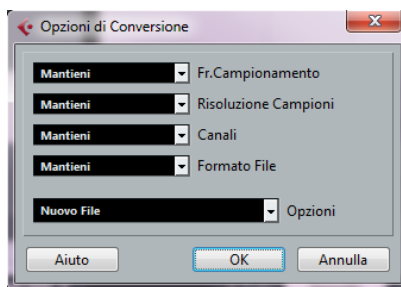 Opzioni di Conversione
Mantieni Fr.Campionamento
Mantieni Risoluzione Campioni
Mantieni Canali
Mantieni Formato File
Nuovo File Opzioni
Aiuto OK Annulla